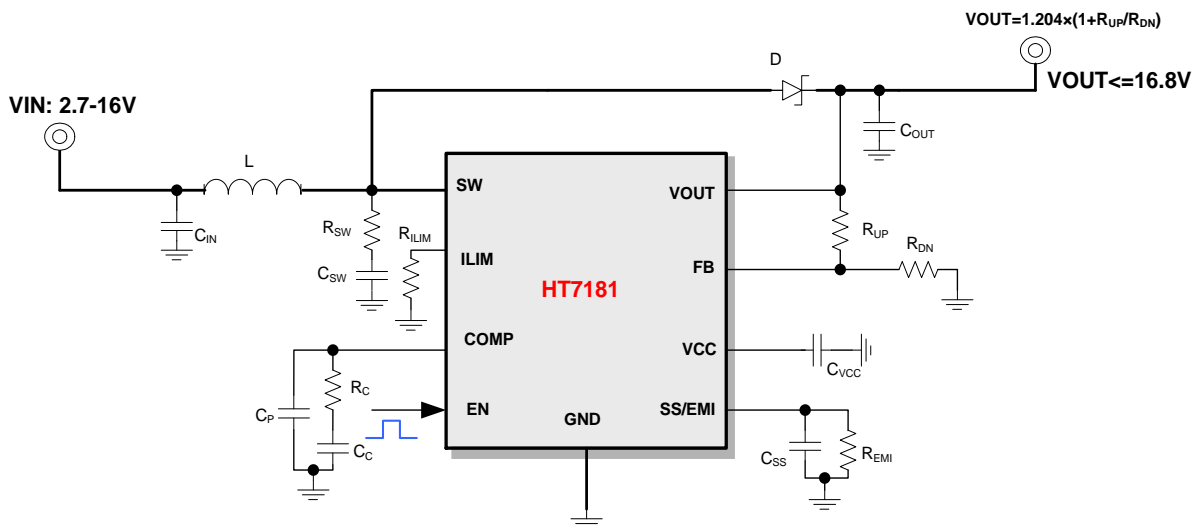 VOUT=1.204×(1+RUP/RDN)
D
VOUT<=16.8V
VIN: 2.7-16V
COUT
L
SW
VOUT
RSW
RILIM
RUP
CIN
RDN
ILIM
FB
CSW
HT7181
COMP
VCC
CVCC
RC
CP
EN
SS/EMI
GND
CC
CSS
REMI